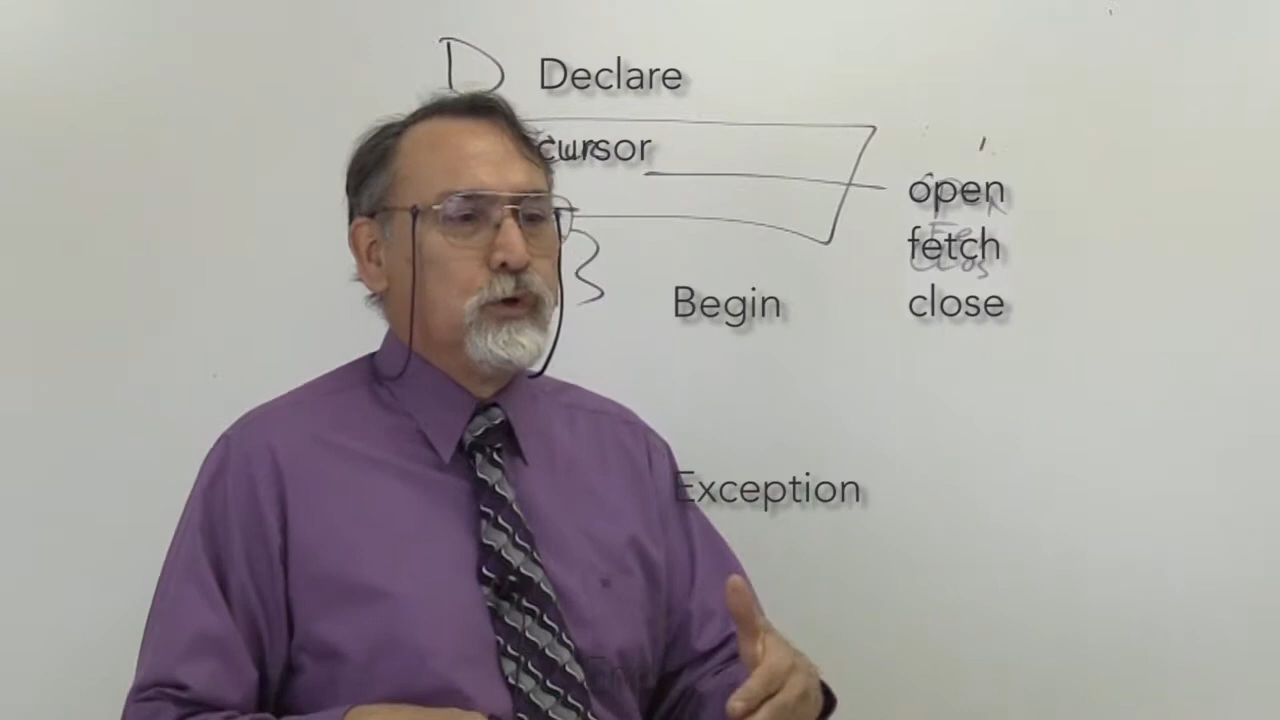 D Declare
cursor
open
fetch
close
Begin
Exception